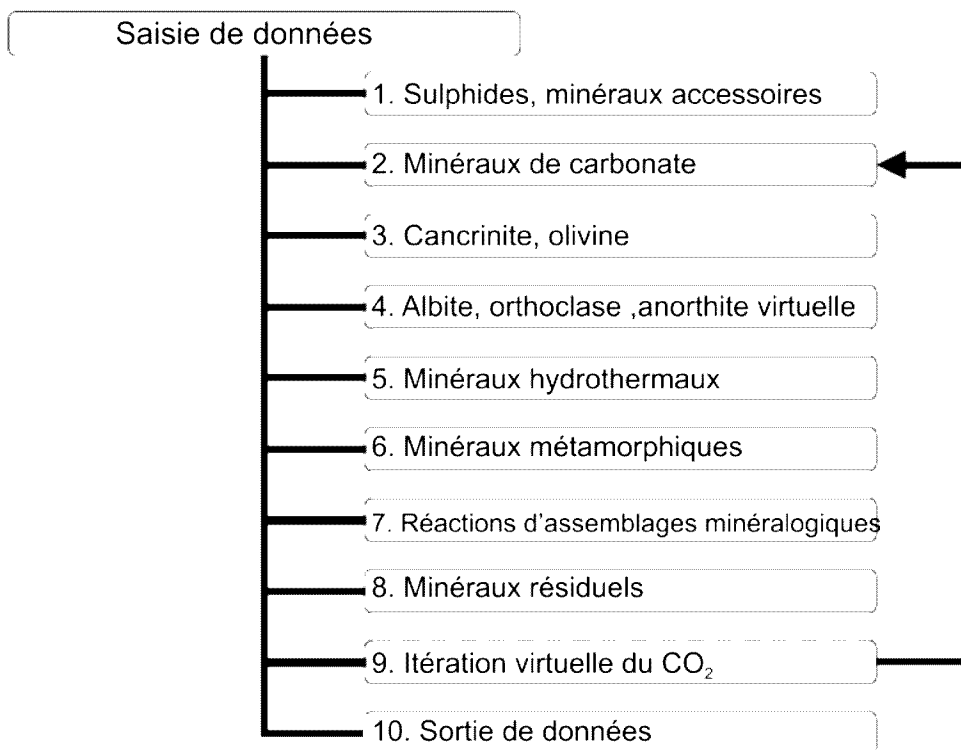 Saisie de données
1. Sulphides, minéraux accessoires
2. Minéraux de carbonate
3. Cancrinite, olivine
4. Albite, orthoclase ,anorthite virtuelle
5. Minéraux hydrothermaux
6. Minéraux métamorphiques
7. Réactions d'assemblages minéralogiques
8. Minéraux résiduels
9. Itération virtuelle du CO₂
10. Sortie de données